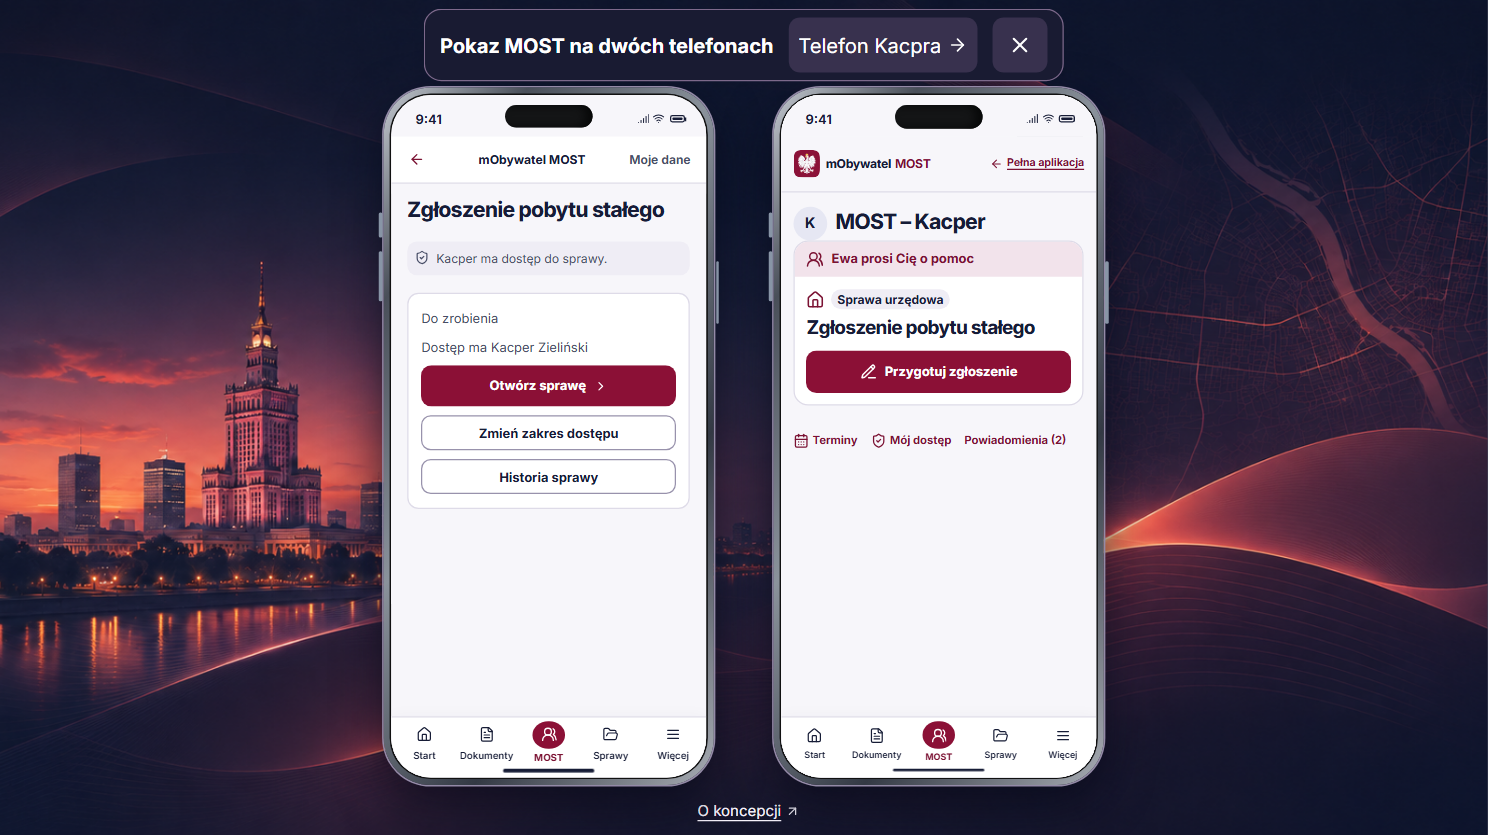 Pokaz MOST na dwóch telefonach
Telefon Kacpra
9:41
mObywatel MOST
Moje dane
Zgłoszenie pobytu stałego
Kacper ma dostęp do sprawy.
Do zrobienia
Dostęp ma Kacper Zieliński
Otwórz sprawę
Zmień zakres dostępu
Historia sprawy
Start
Dokumenty
MOST
Sprawy
Więcej
9:41
mObywatel MOST
Pełna aplikacja
K
MOST – Kacper
Ewa prosi Cię o pomoc
Sprawa urzędowa
Zgłoszenie pobytu stałego
Przygotuj zgłoszenie
Terminy
Mój dostęp
Powiadomienia (2)
Start
Dokumenty
MOST
Sprawy
Więcej
O koncepcji